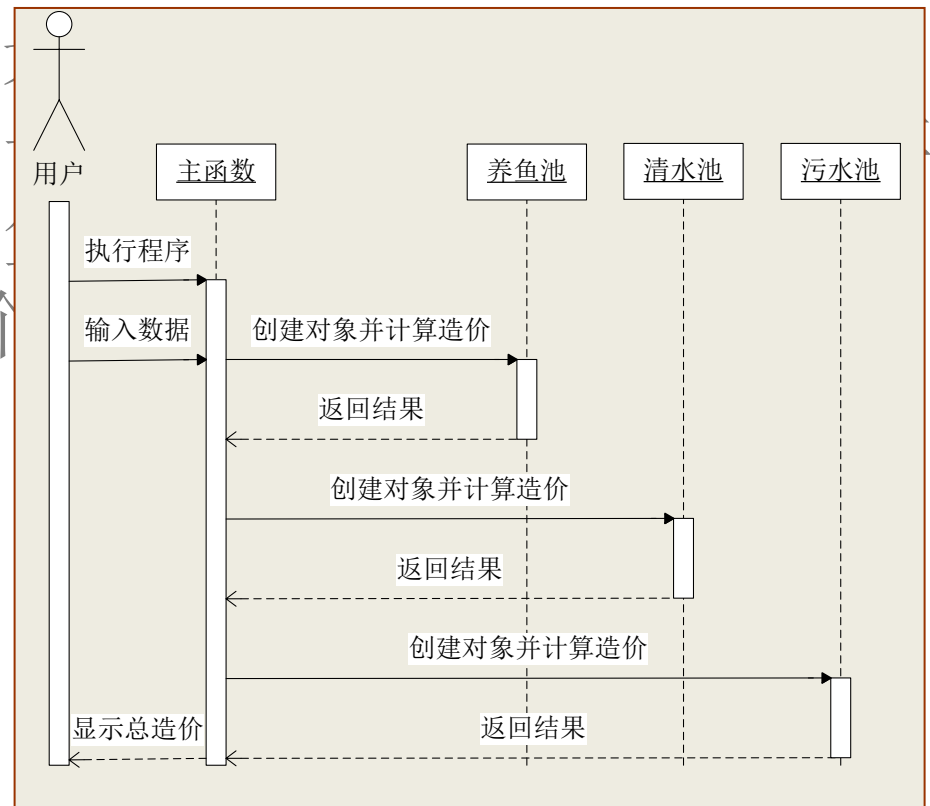 用户
主函数
养鱼池
清水池
污水池
执行程序
输入数据
创建对象并计算造价
返回结果
创建对象并计算造价
返回结果
创建对象并计算造价
显示总造价
返回结果